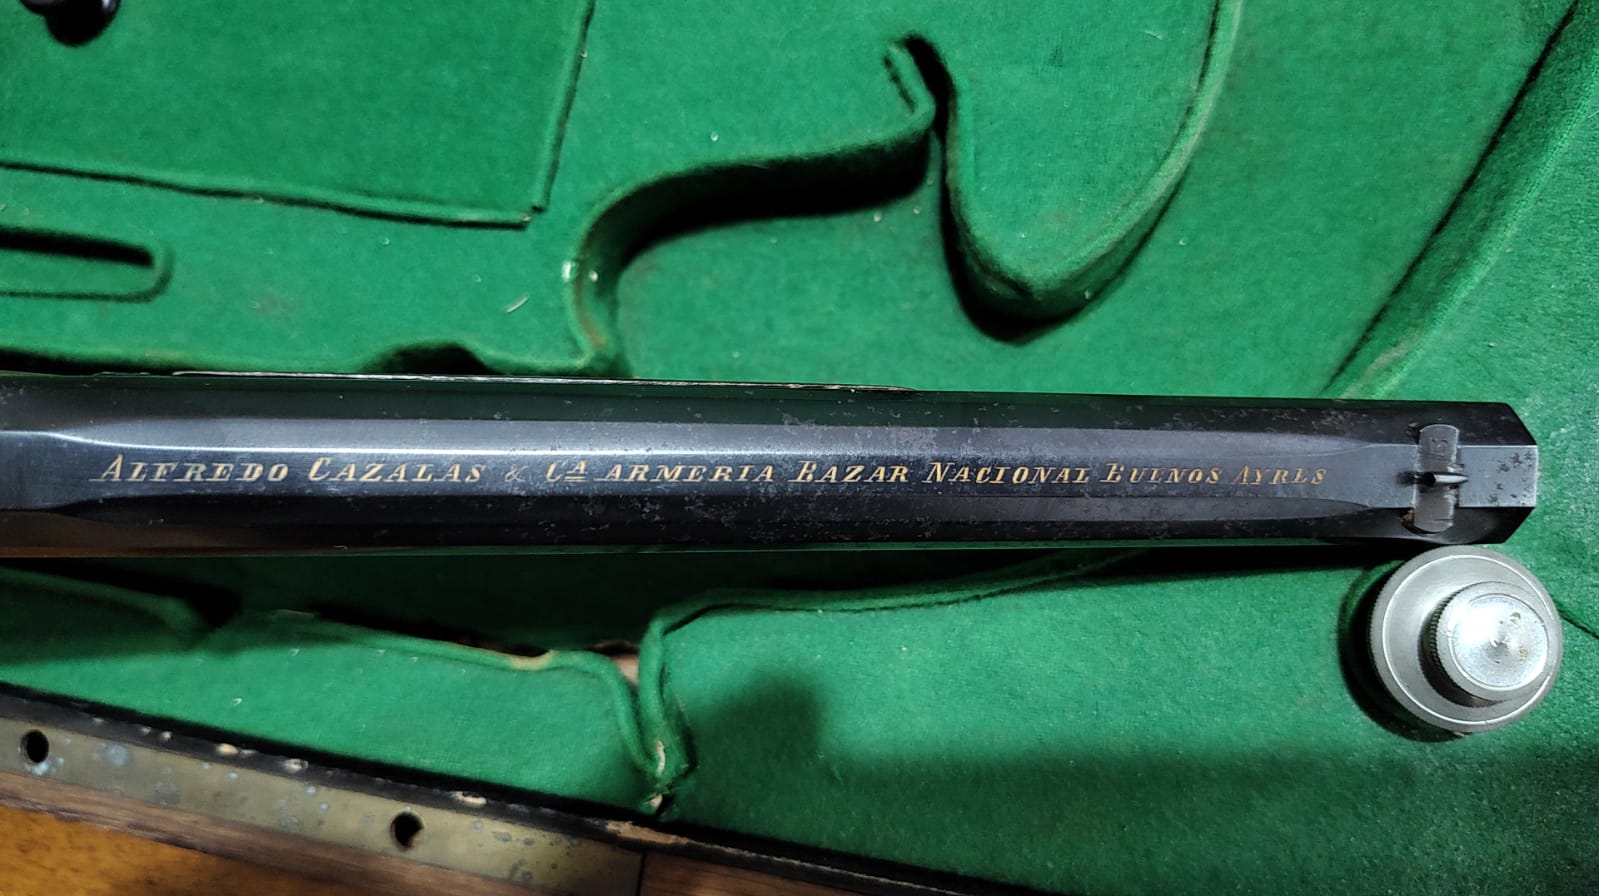 ALFREDO CAZALAS & CA ARMERIA BAZAR NACIONAL BUENOS AYRES